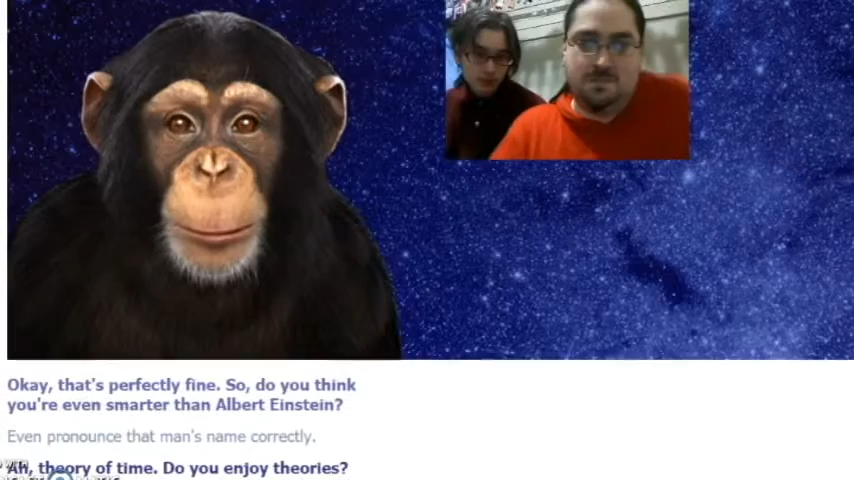 Okay, that's perfectly fine. So, do you think
you're even smarter than Albert Einstein?
Even pronounce that man's name correctly.
Ah, theory of time. Do you enjoy theories?